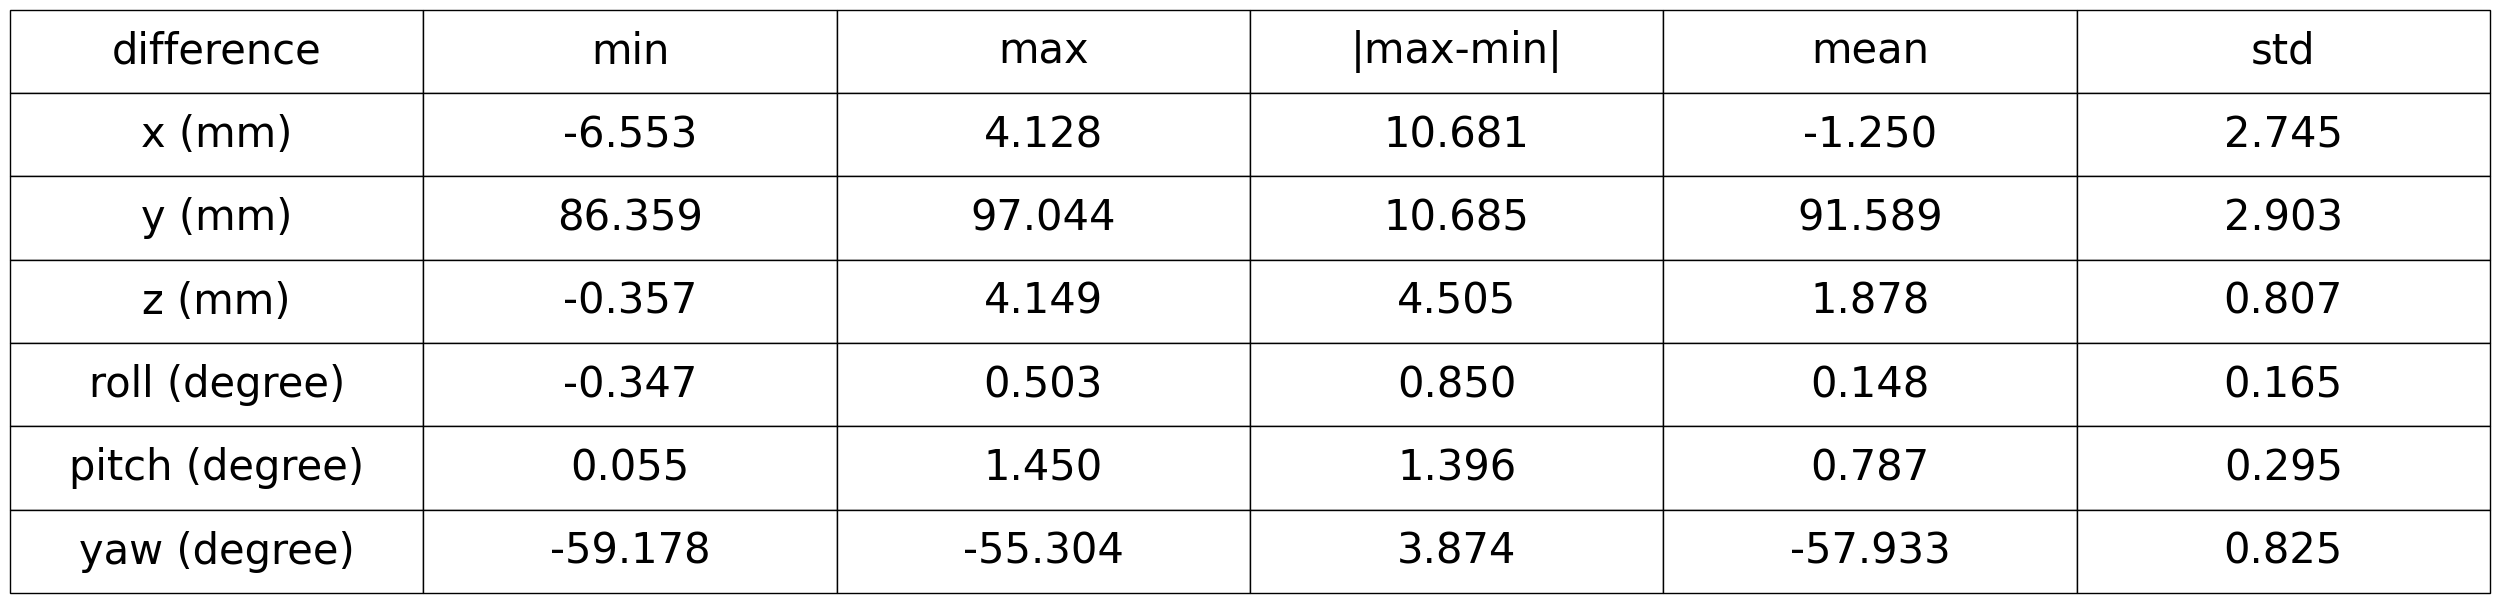 difference min max |max-min| mean std
x (mm) -6.553 4.128 10.681 -1.250 2.745
y (mm) 86.359 97.044 10.685 91.589 2.903
z (mm) -0.357 4.149 4.505 1.878 0.807
roll (degree) -0.347 0.503 0.850 0.148 0.165
pitch (degree) 0.055 1.450 1.396 0.787 0.295
yaw (degree) -59.178 -55.304 3.874 -57.933 0.825